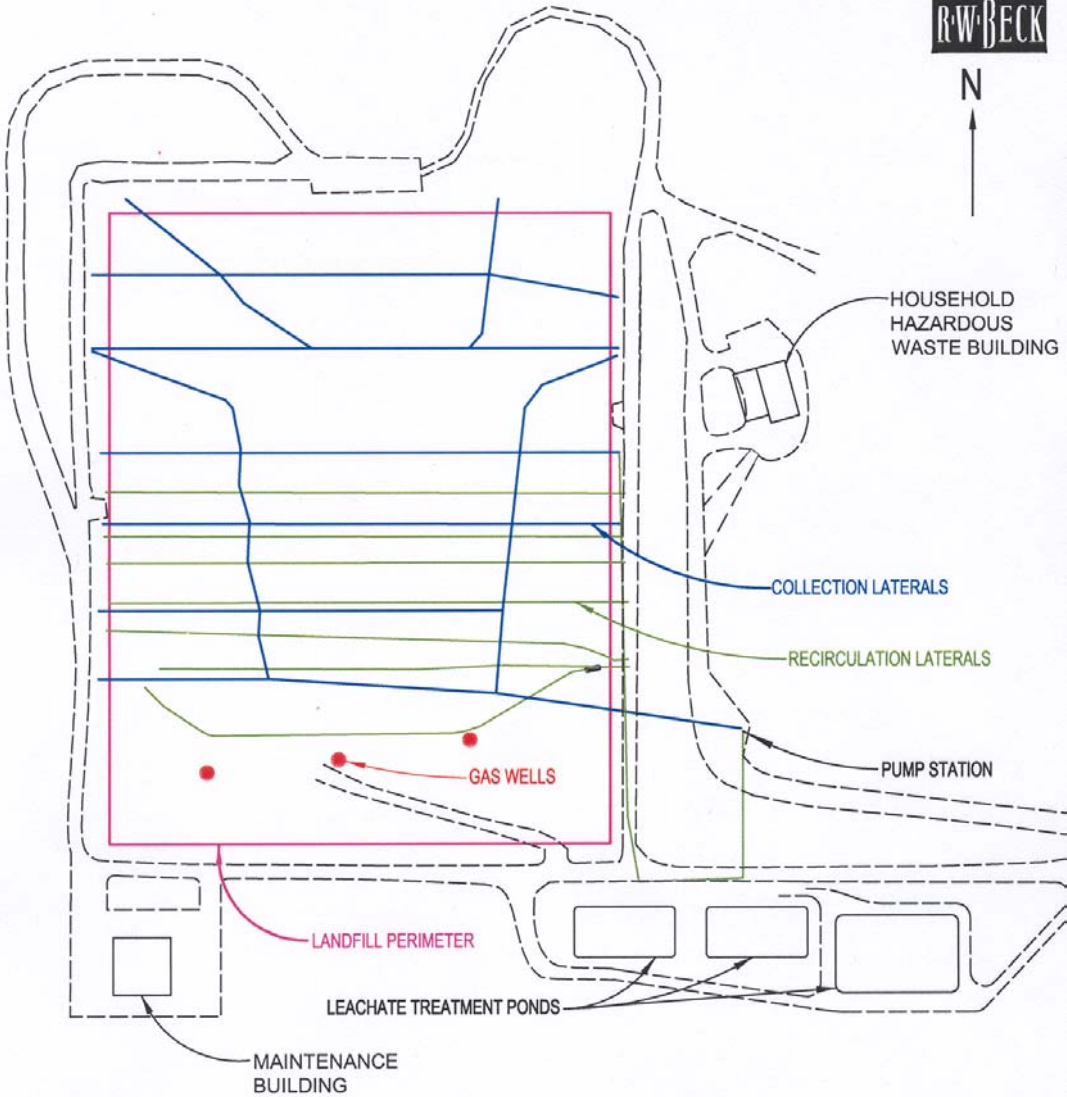 R·W·BECK
N
HOUSEHOLD
HAZARDOUS
WASTE BUILDING
COLLECTION LATERALS
RECIRCULATION LATERALS
PUMP STATION
GAS WELLS
LANDFILL PERIMETER
LEACHATE TREATMENT PONDS
MAINTENANCE
BUILDING